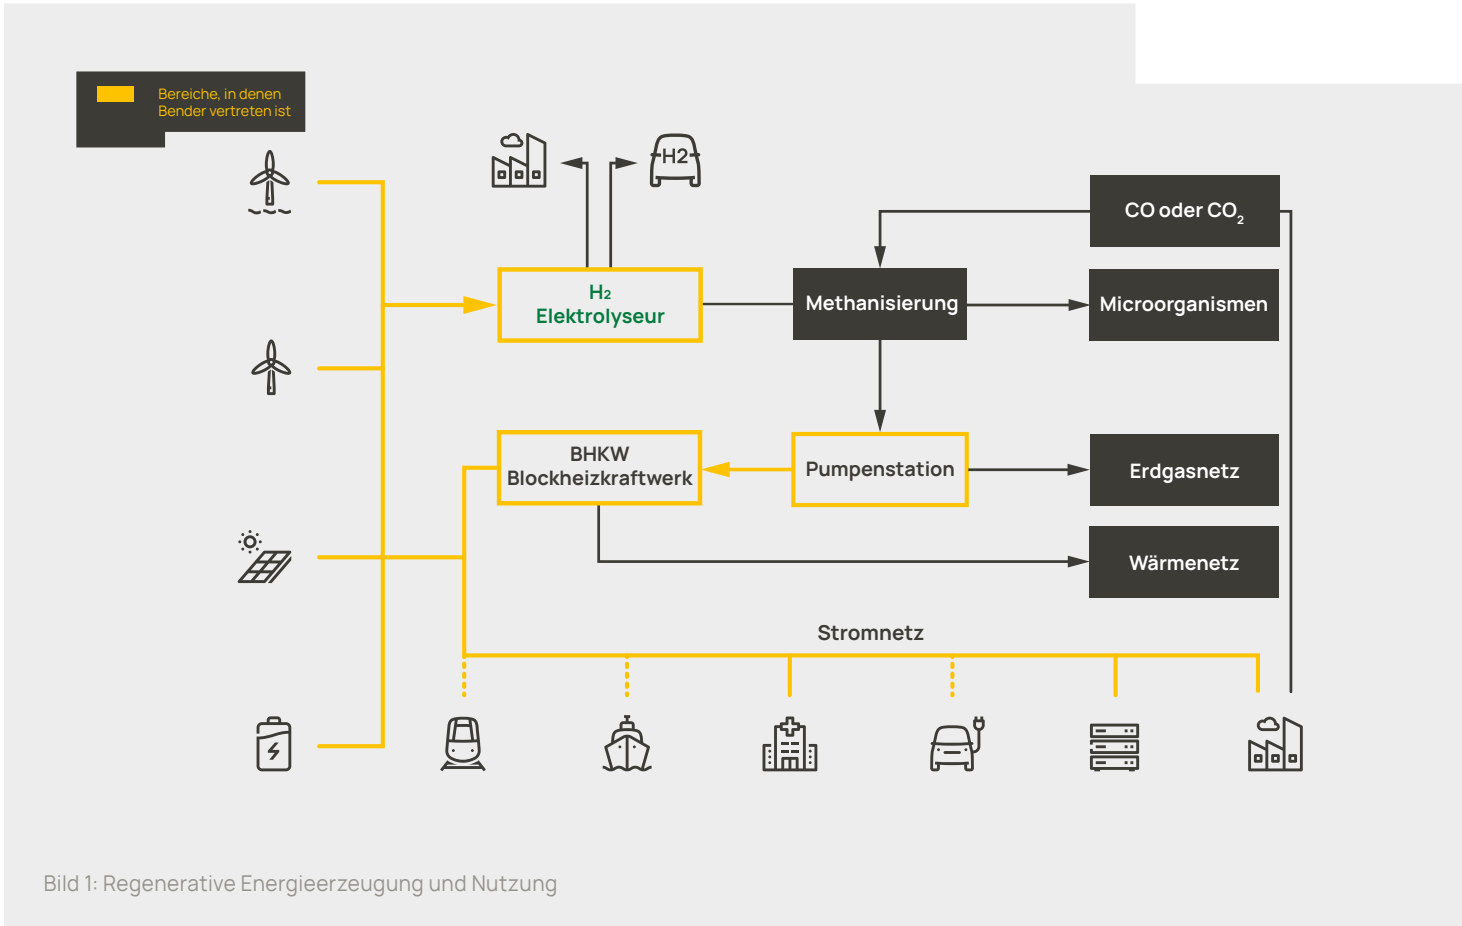 Bereiche, in denen
Bender vertreten ist
H2
CO oder CO₂
H₂
Elektrolyseur
Methanisierung
Microorganismen
BHKW
Blockheizkraftwerk
Pumpenstation
Erdgasnetz
Wärmenetz
Stromnetz
Bild 1: Regenerative Energieerzeugung und Nutzung